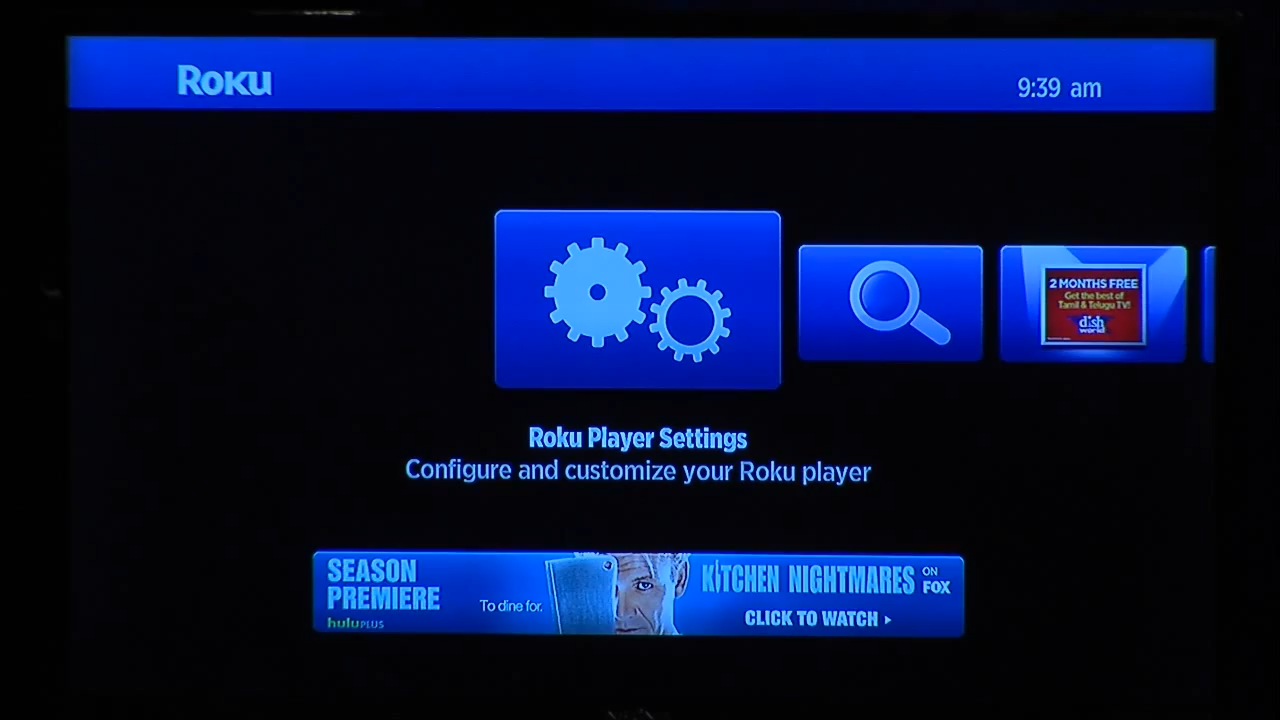 Roku
9:39 am
2 MONTHS FREE
Get the best of
Tamil & Telugu TV!
dish
world
Roku Player Settings
Configure and customize your Roku player
SEASON
PREMIERE
hulu PLUS
To dine for.
KITCHEN NIGHTMARES ON FOX
CLICK TO WATCH